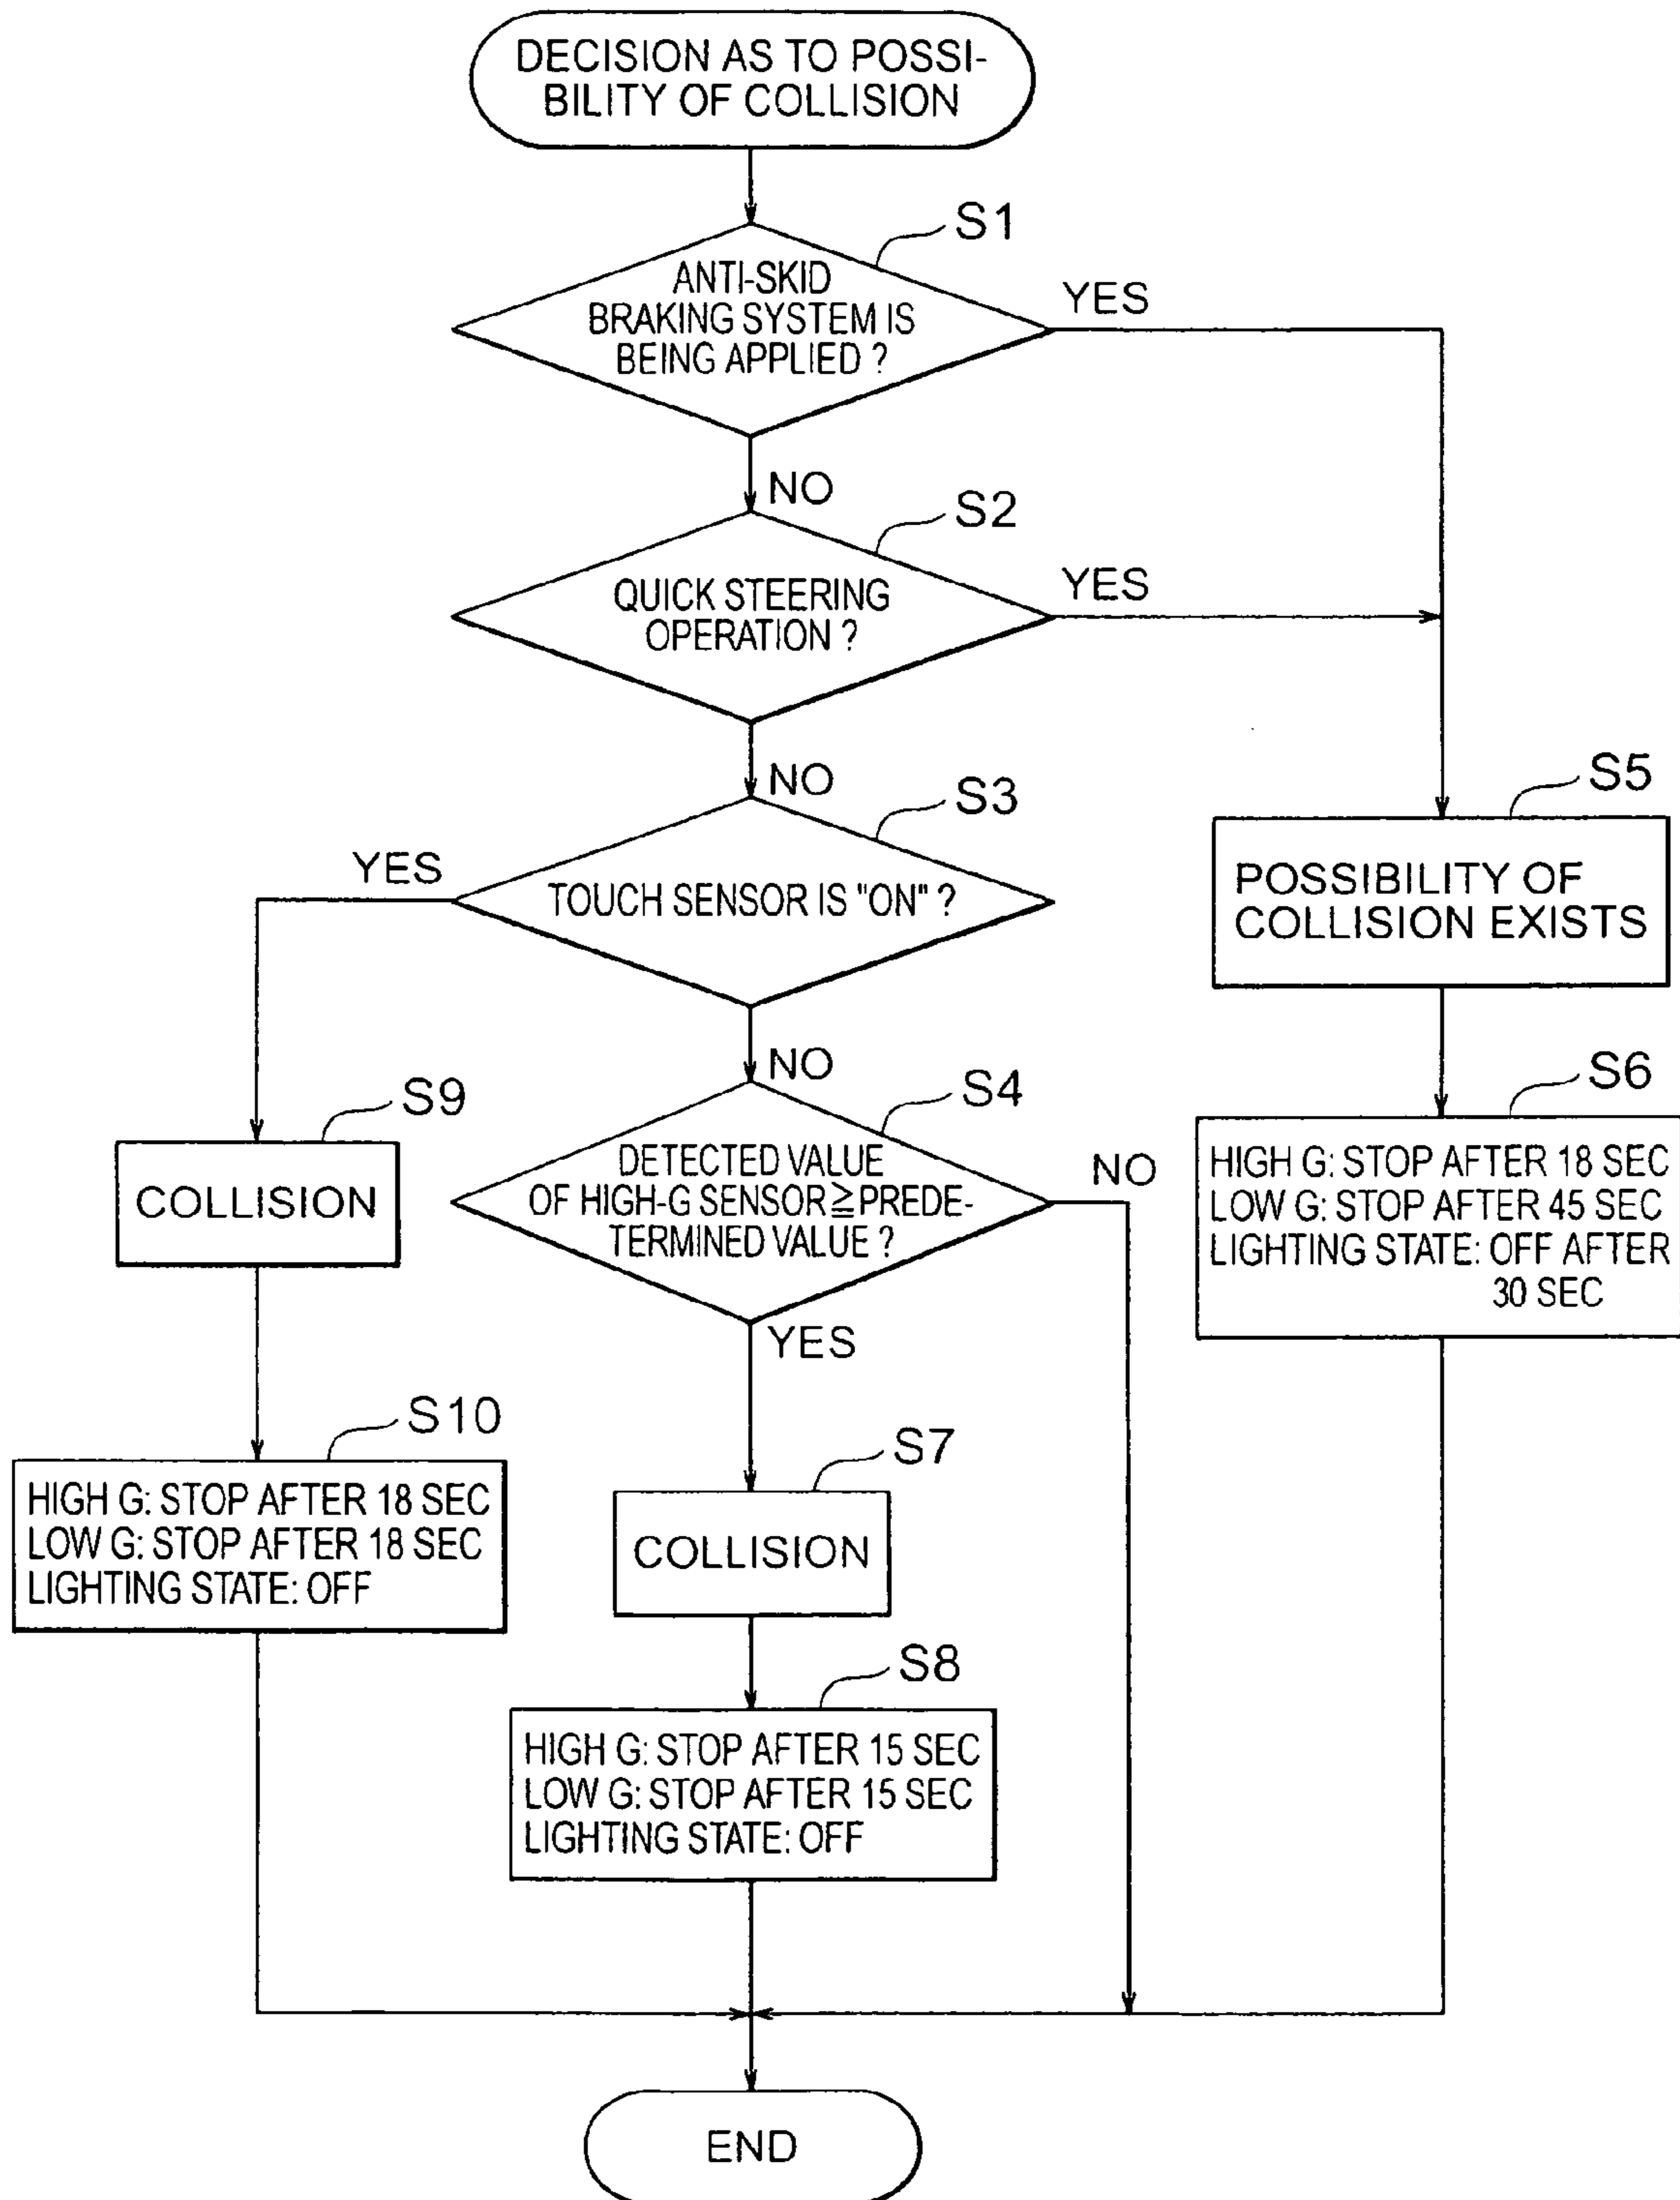 DECISION AS TO POSSI-
BILITY OF COLLISION
S1
ANTI-SKID
BRAKING SYSTEM IS
BEING APPLIED ?
YES
NO
S2
QUICK STEERING
OPERATION ?
YES
NO
S3
TOUCH SENSOR IS "ON" ?
YES
NO
S5
POSSIBILITY OF
COLLISION EXISTS
S4
DETECTED VALUE
OF HIGH-G SENSOR≧PREDE-
TERMINED VALUE ?
NO
YES
S6
HIGH G: STOP AFTER 18 SEC
LOW G: STOP AFTER 45 SEC
LIGHTING STATE: OFF AFTER
30 SEC
S9
COLLISION
S10
HIGH G: STOP AFTER 18 SEC
LOW G: STOP AFTER 18 SEC
LIGHTING STATE: OFF
S7
COLLISION
S8
HIGH G: STOP AFTER 15 SEC
LOW G: STOP AFTER 15 SEC
LIGHTING STATE: OFF
END